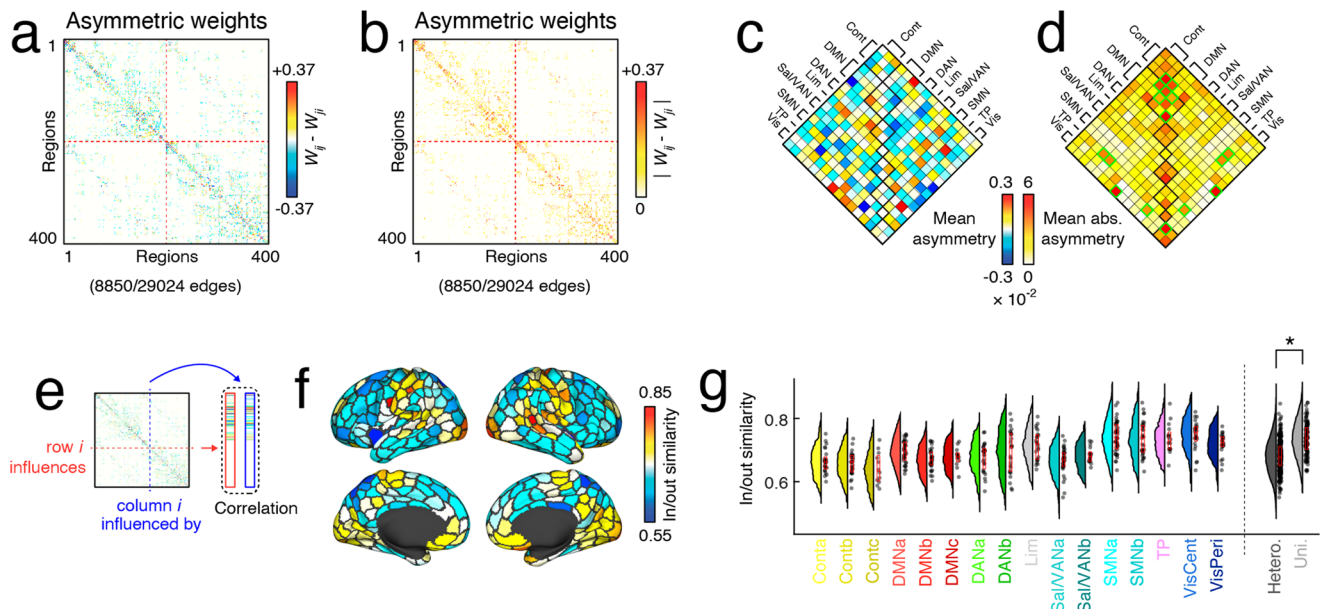 a
Asymmetric weights
1
Regions
400
1
Regions
400
(8850/29024 edges)
+0.37
Wij - Wji
-0.37
b
Asymmetric weights
1
Regions
400
1
Regions
400
(8850/29024 edges)
+0.37
| Wij - Wji |
0
c
Cont
DMN
DAN
Lim
Sal/VAN
SMN
TP
Vis
Cont
DMN
DAN
Lim
Sal/VAN
SMN
TP
Vis
d
Cont
DMN
DAN
Lim
Sal/VAN
SMN
TP
Vis
Cont
DMN
DAN
Lim
Sal/VAN
SMN
TP
Vis
0.3
6
Mean
asymmetry
Mean abs.
asymmetry
-0.3
0
× 10-2
e
row i
influences
column i
influenced by
Correlation
f
0.85
In/out similarity
0.55
g
In/out similarity
0.8
0.6
*
Conta
Contb
Contc
DMNa
DMNb
DMNc
DANa
DANb
Lim
Sal/VANa
Sal/VANb
SMNa
SMNb
TP
VisCent
VisPeri
Hetero.
Uni.